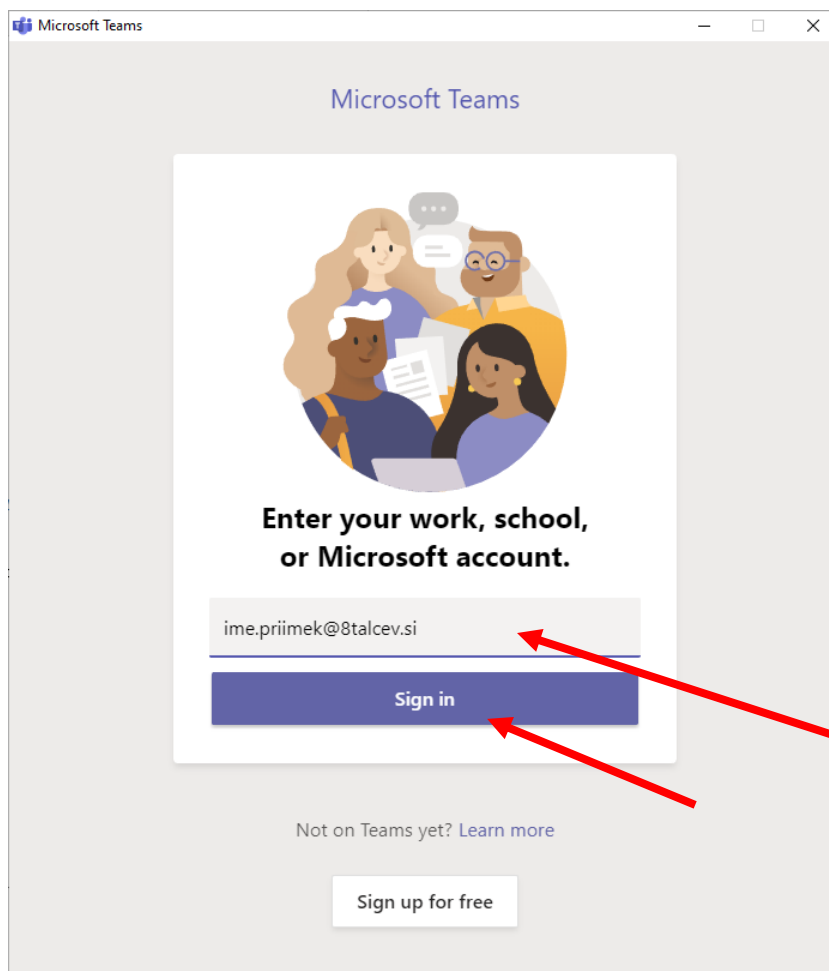 Microsoft Teams
Microsoft Teams
Enter your work, school,
or Microsoft account.
ime.priimek@8talcev.si
Sign in
Not on Teams yet? Learn more
Sign up for free